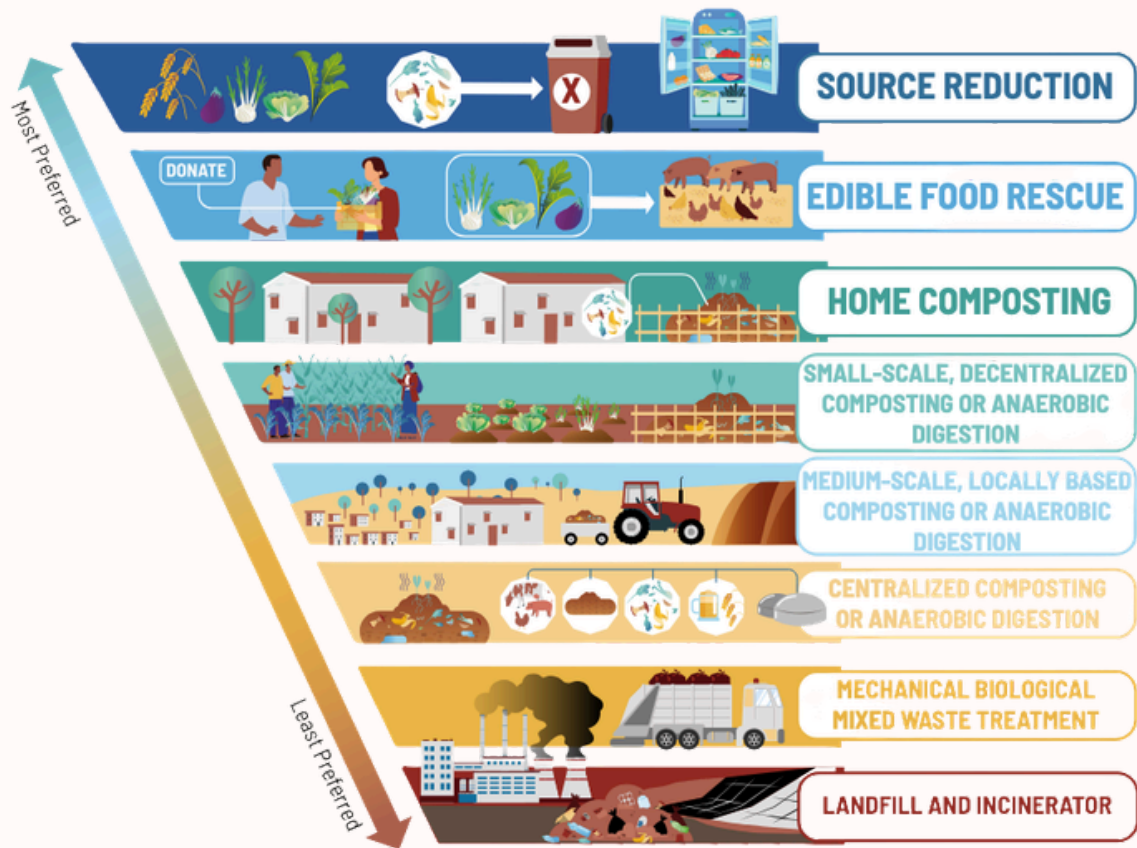 Most Preferred
X
SOURCE REDUCTION
DONATE
EDIBLE FOOD RESCUE
HOME COMPOSTING
SMALL-SCALE, DECENTRALIZED
COMPOSTING OR ANAEROBIC
DIGESTION
MEDIUM-SCALE, LOCALLY BASED
COMPOSTING OR ANAEROBIC
DIGESTION
CENTRALIZED COMPOSTING
OR ANAEROBIC DIGESTION
MECHANICAL BIOLOGICAL
MIXED WASTE TREATMENT
Least Preferred
LANDFILL AND INCINERATOR